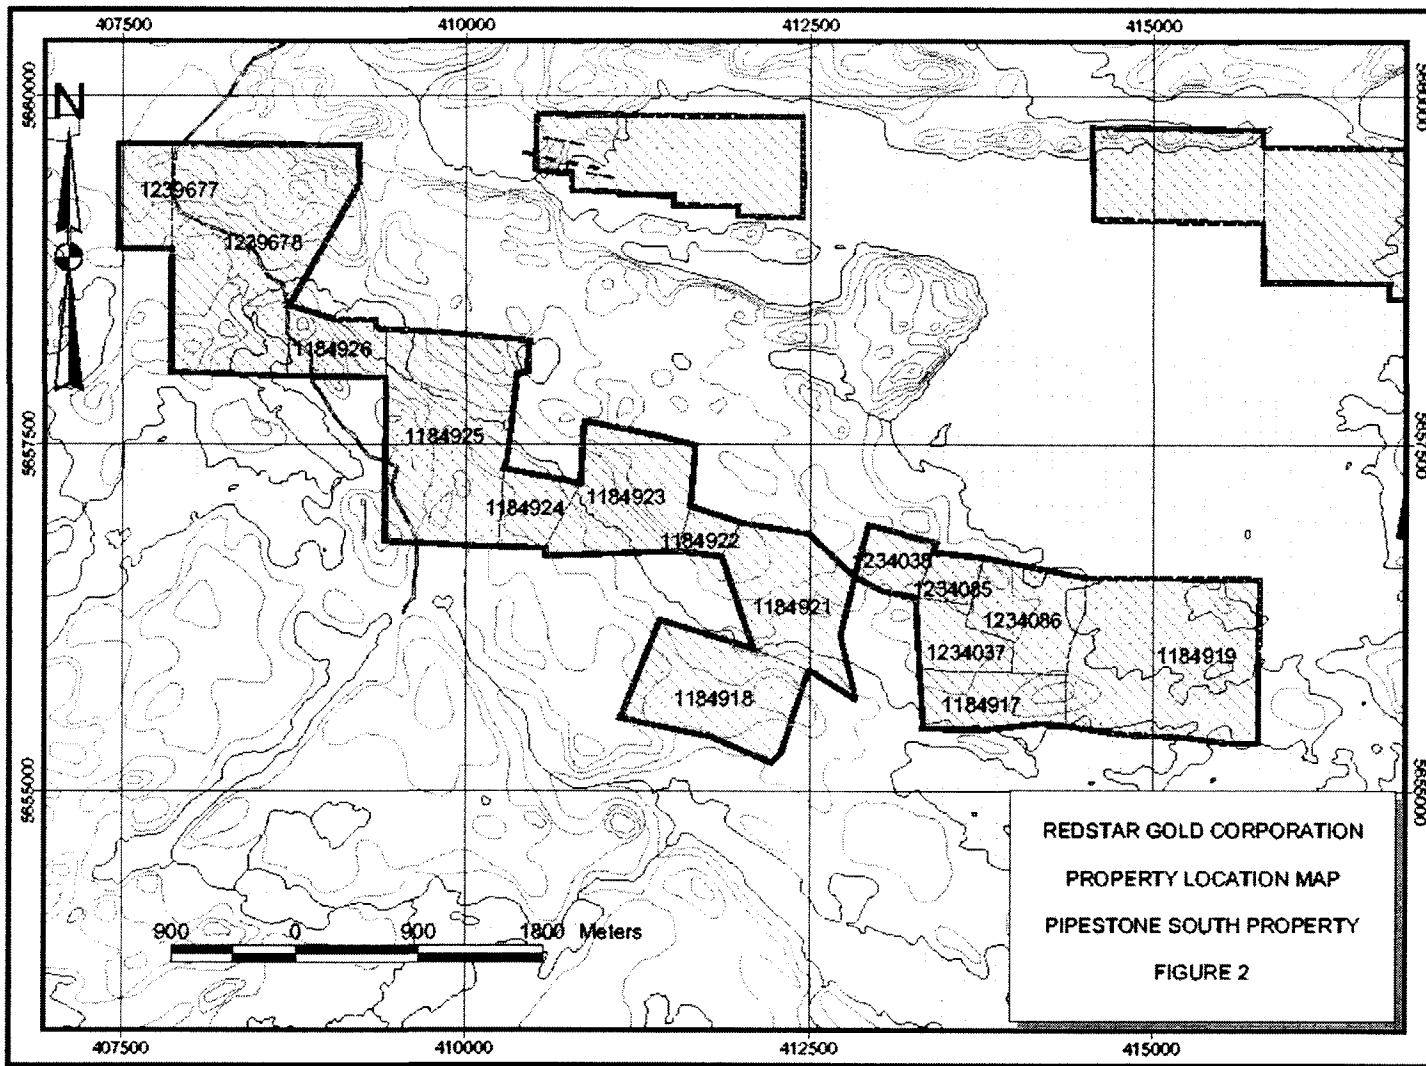 407500 410000 412500 415000
5660000 5660000
N
1239677
1239678
1184926
5657500 1184925 5657500
1184924 1184923
1184922
1234038
1184921 1234085
1234086
1234037 1184919
1184918 1184917
5655000 5655000
REDSTAR GOLD CORPORATION
PROPERTY LOCATION MAP
PIPESTONE SOUTH PROPERTY
FIGURE 2
900 0 900 1800 Meters
407500 410000 412500 415000